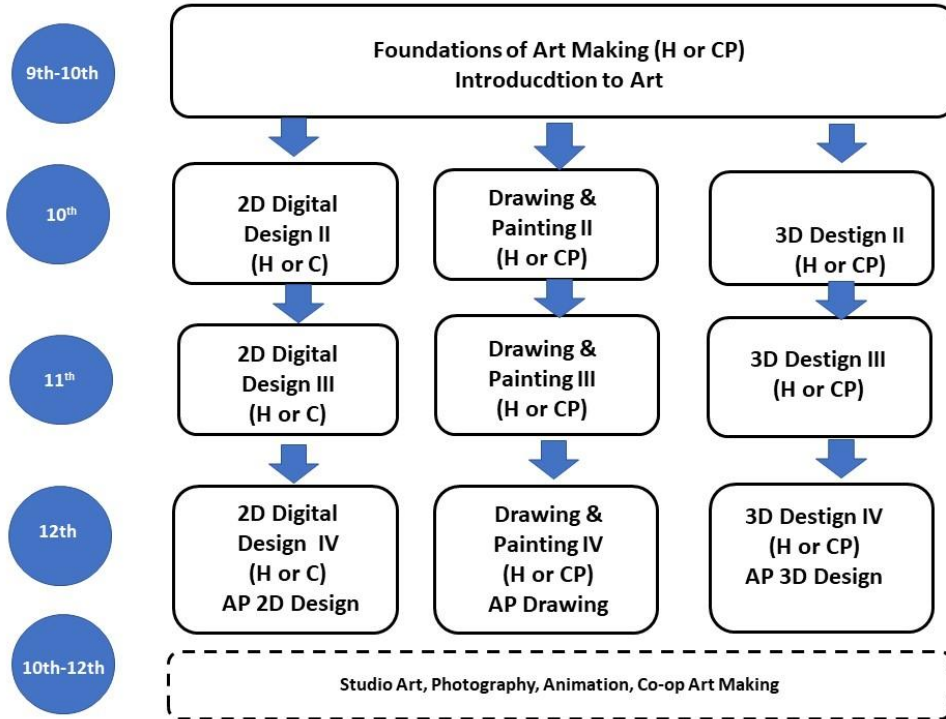 9th-10th
Foundations of Art Making (H or CP)
Introducdtion to Art
10th
2D Digital
Design II
(H or C)
Drawing &
Painting II
(H or CP)
3D Destign II
(H or CP)
11th
2D Digital
Design III
(H or C)
Drawing &
Painting III
(H or CP)
3D Destign III
(H or CP)
12th
2D Digital
Design IV
(H or C)
AP 2D Design
Drawing &
Painting IV
(H or CP)
AP Drawing
3D Destign IV
(H or CP)
AP 3D Design
10th-12th
Studio Art, Photography, Animation, Co-op Art Making